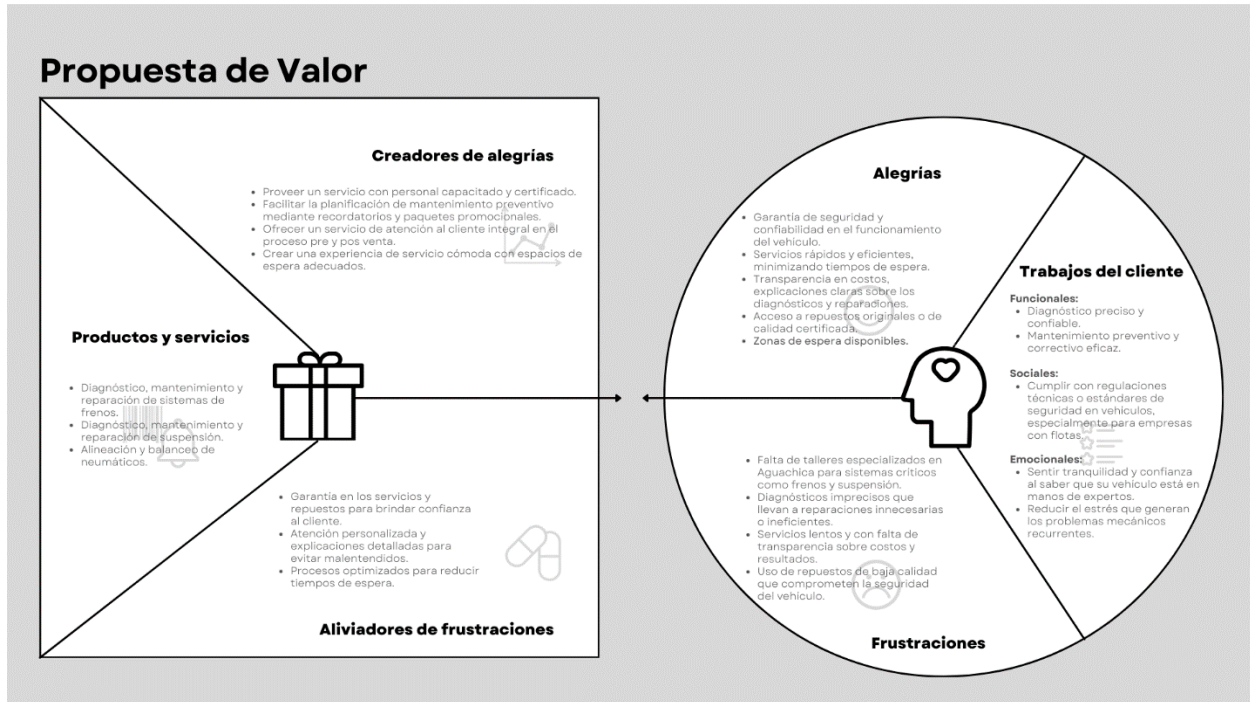 Propuesta de Valor
Creadores de alegrías
• Proveer un servicio con personal capacitado y certificado.
• Facilitar la planificación de mantenimiento preventivo
mediante recordatorios y paquetes promocionales.
• Ofrecer un servicio de atención al cliente integral en el
proceso pre y pos venta.
• Crear una experiencia de servicio cómoda con espacios de
espera adecuados.
Productos y servicios
• Diagnóstico, mantenimiento y
reparación de sistemas de
frenos.
• Diagnóstico, mantenimiento y
reparación de suspensión.
• Alineación y balanceo de
neumáticos.
• Garantía en los servicios y
repuestos para brindar confianza
al cliente.
• Atención personalizada y
explicaciones detalladas para
evitar malentendidos.
• Procesos optimizados para reducir
tiempos de espera.
Aliviadores de frustraciones
Alegrías
• Garantía de seguridad y
confiabilidad en el funcionamiento
del vehículo.
• Servicios rápidos y eficientes,
minimizando tiempos de espera.
• Transparencia en costos,
explicaciones claras sobre los
diagnósticos y reparaciones.
• Acceso a repuestos originales o de
calidad certificada.
• Zonas de espera disponibles.
Trabajos del cliente
Funcionales:
• Diagnóstico preciso y
confiable.
• Mantenimiento preventivo y
correctivo eficaz.
Sociales:
• Cumplir con regulaciones
técnicas o estándares de
seguridad en vehículos,
especialmente para empresas
con flotas.
Emocionales:
• Sentir tranquilidad y confianza
al saber que su vehículo está en
manos de expertos.
• Reducir el estrés que generan
los problemas mecánicos
recurrentes.
• Falta de talleres especializados en
Aguachica para sistemas críticos
como frenos y suspensión.
• Diagnósticos imprecisos que
llevan a reparaciones innecesarias
o ineficientes.
• Servicios lentos y con falta de
transparencia sobre costos y
resultados.
• Uso de repuestos de baja calidad
que comprometen la seguridad
del vehículo.
Frustraciones